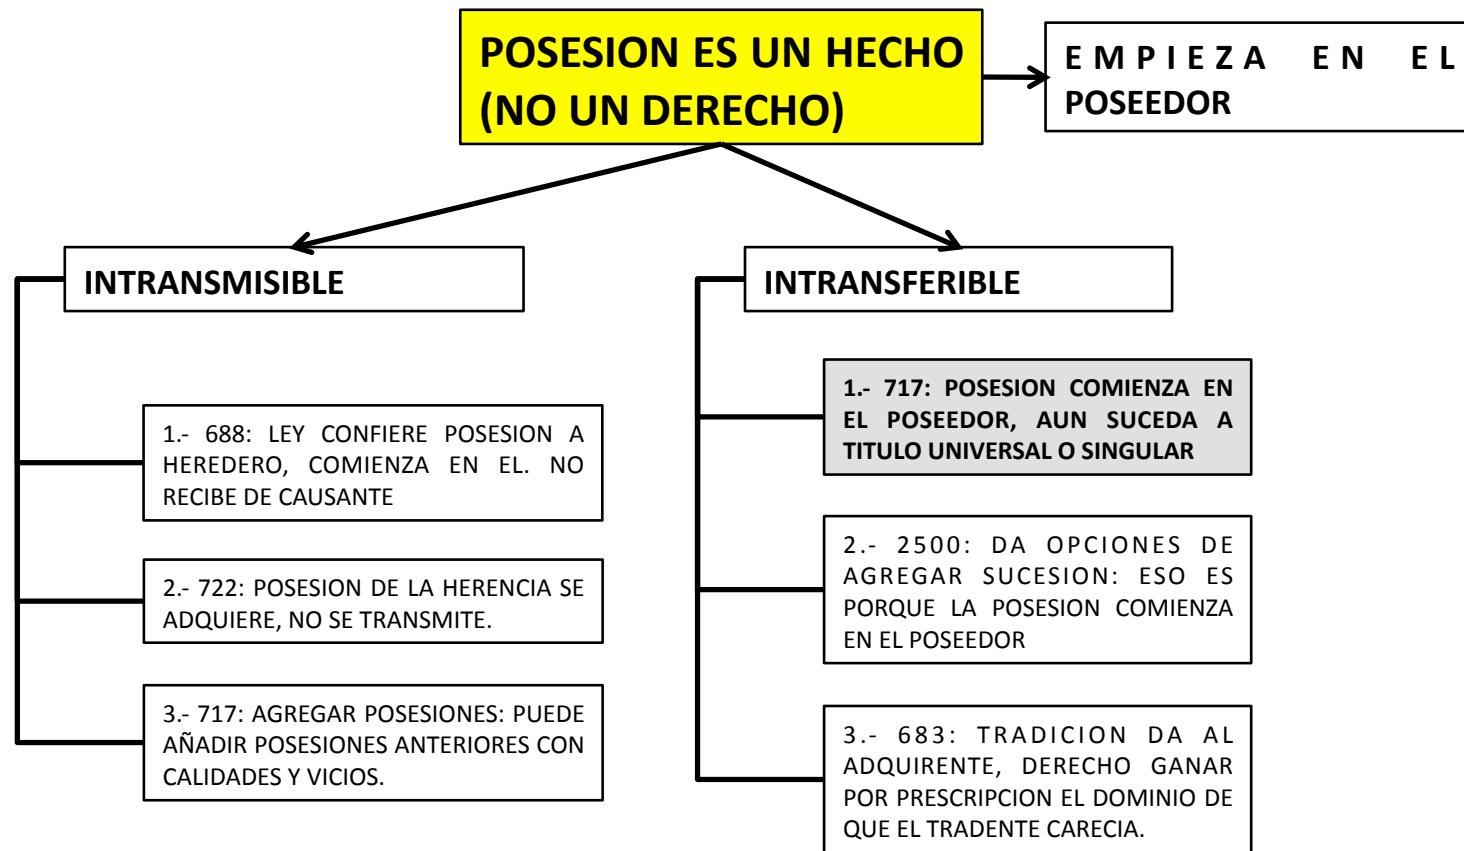 POSESION ES UN HECHO
(NO UN DERECHO)
EMPIEZA EN EL
POSEEDOR
INTRANSMISIBLE
1.- 688: LEY CONFIERE POSESION A
HEREDERO, COMIENZA EN EL. NO
RECIBE DE CAUSANTE
2.- 722: POSESION DE LA HERENCIA SE
ADQUIERE, NO SE TRANSMITE.
3.- 717: AGREGAR POSESIONES: PUEDE
AÑADIR POSESIONES ANTERIORES CON
CALIDADES Y VICIOS.
INTRANSFERIBLE
1.- 717: POSESION COMIENZA EN
EL POSEEDOR, AUN SUCEDA A
TITULO UNIVERSAL O SINGULAR
2.- 2500: DA OPCIONES DE
AGREGAR SUCESION: ESO ES
PORQUE LA POSESION COMIENZA
EN EL POSEEDOR
3.- 683: TRADICION DA AL
ADQUIRENTE, DERECHO GANAR
POR PRESCRIPCION EL DOMINIO DE
QUE EL TRADENTE CARECIA.